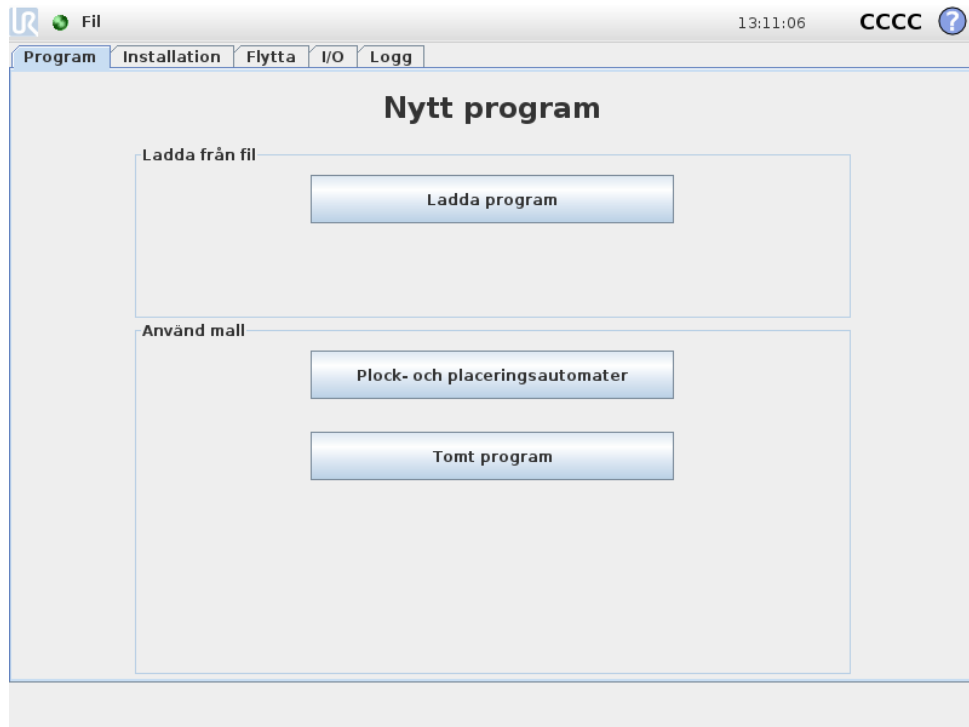 UR Fil 13:11:06 CCCC ?
Program Installation Flytta I/O Logg
Nytt program
Ladda från fil
Ladda program
Använd mall
Plock- och placeringsautomater
Tomt program